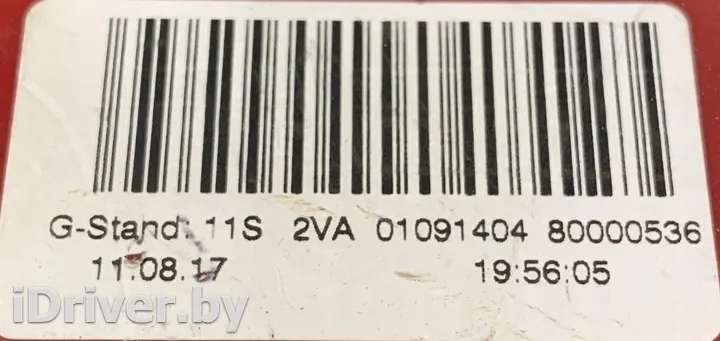 G-Stand: 11S 2VA 01091404 80000536
11.08.17 19:56:05
iDriver.by